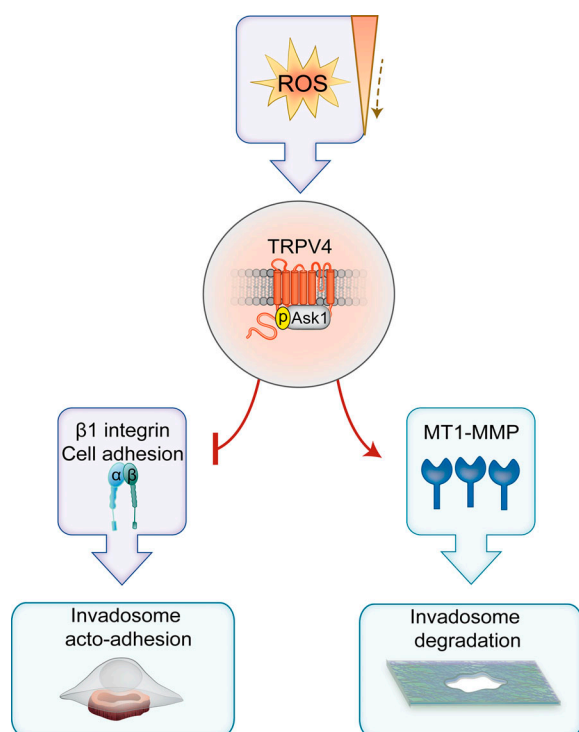 ROS
TRPV4
p
Ask1
β1 integrin
Cell adhesion
α
β
MT1-MMP
Invadosome
acto-adhesion
Invadosome
degradation